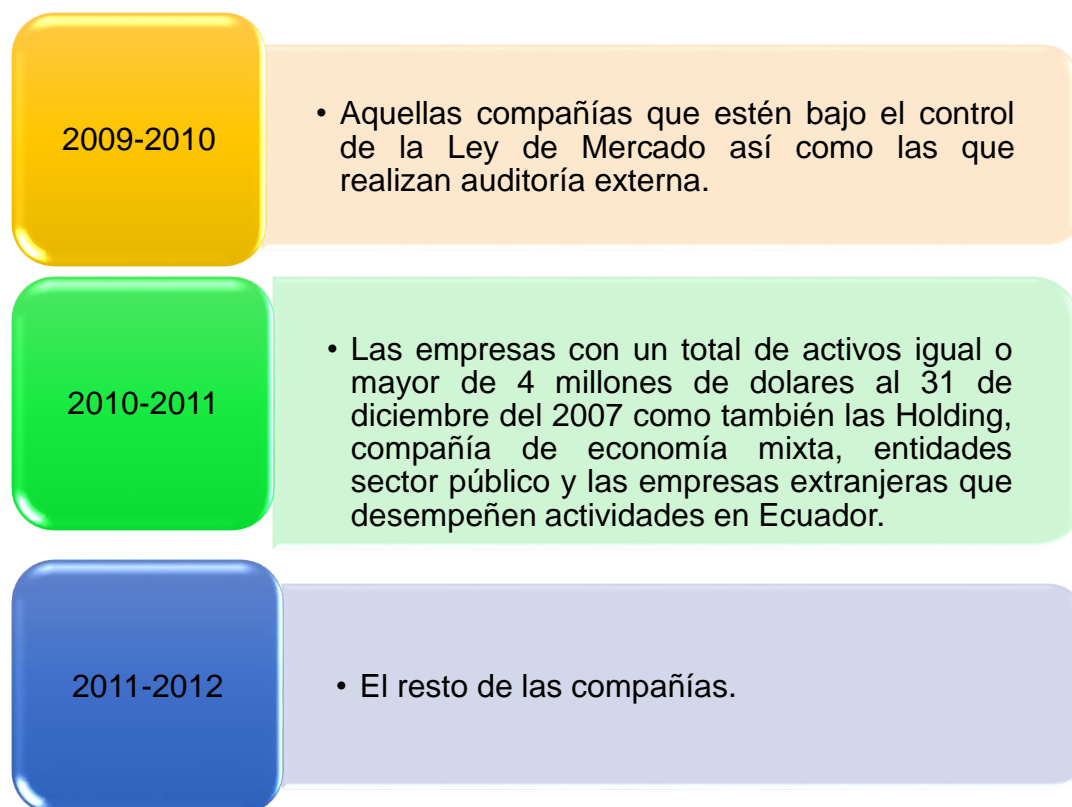 2009-2010
• Aquellas compañías que estén bajo el control
de la Ley de Mercado así como las que
realizan auditoría externa.
2010-2011
• Las empresas con un total de activos igual o
mayor de 4 millones de dolares al 31 de
diciembre del 2007 como también las Holding,
compañía de economía mixta, entidades
sector público y las empresas extranjeras que
desempeñen actividades en Ecuador.
2011-2012
• El resto de las compañías.